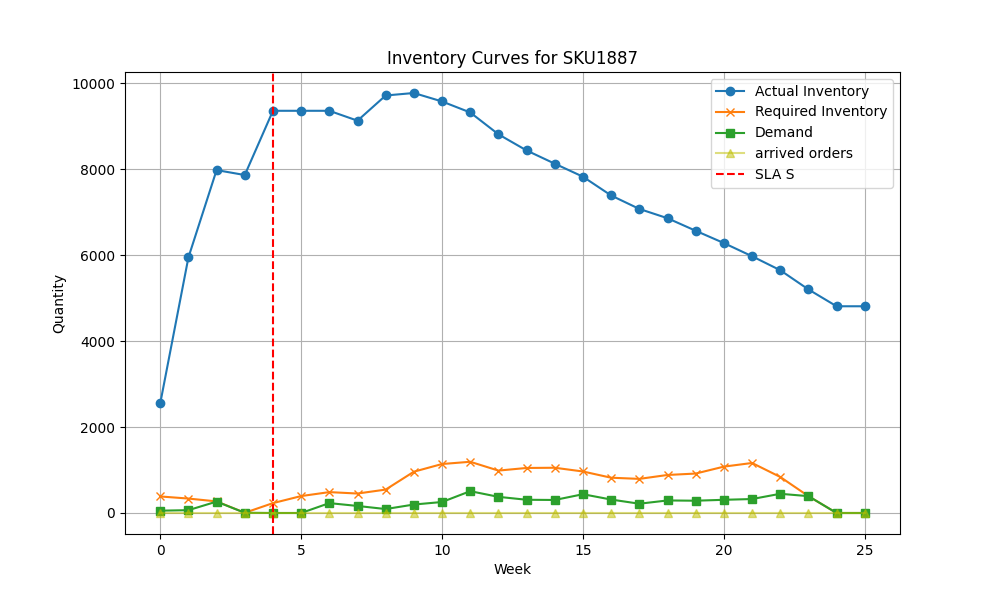 Inventory Curves for SKU1887
10000
8000
6000
4000
2000
0
Quantity
Actual Inventory
Required Inventory
Demand
arrived orders
SLA S
0 5 10 15 20 25
Week